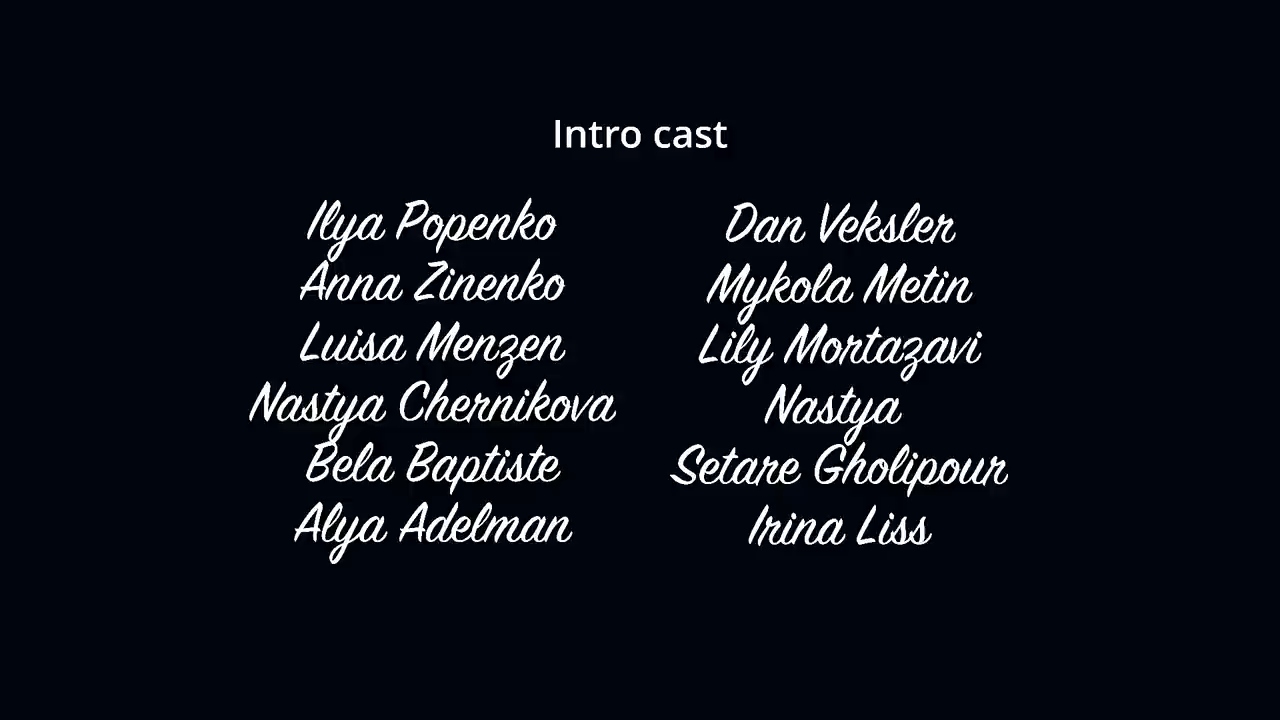 Intro cast
Ilya Popenko
Anna Zinenko
Luisa Menzen
Nastya Chernikova
Bela Baptiste
Alya Adelman
Dan Veksler
Mykola Metin
Lily Mortazavi
Nastya
Setare Gholipour
Irina Liss